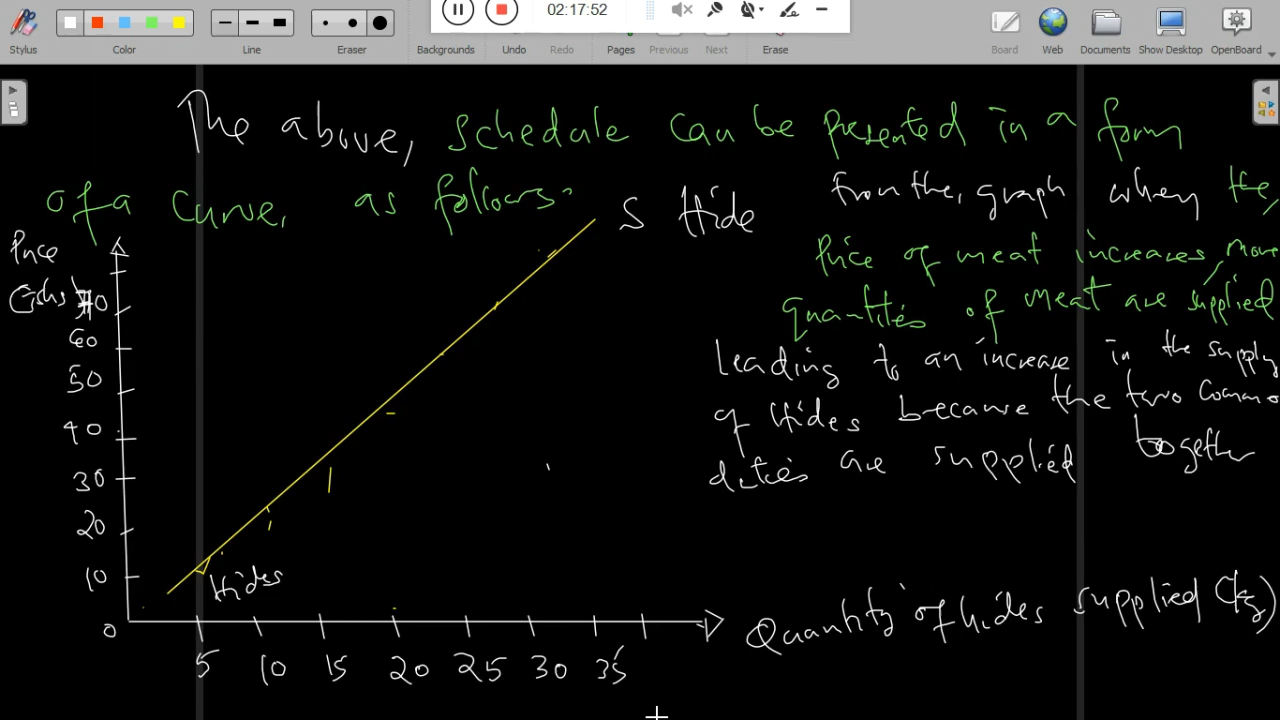 02:17:52
Stylus Color Line Eraser Backgrounds Undo Redo Pages Previous Next Erase Board Web Documents Show Desktop OpenBoard
The above, schedule can be presented in a form
of a curve, as follows
S Hide
from the, graph when the,
Price of meat increases, more
quantities of meat are supplied
Leading to an increase in the supply
of Hides because the two Commo
dities are supplied together
Price
60
50
40
30
20
10
0
Hides
5 10 15 20 25 30 35
Quantity of hides supplied (kg)